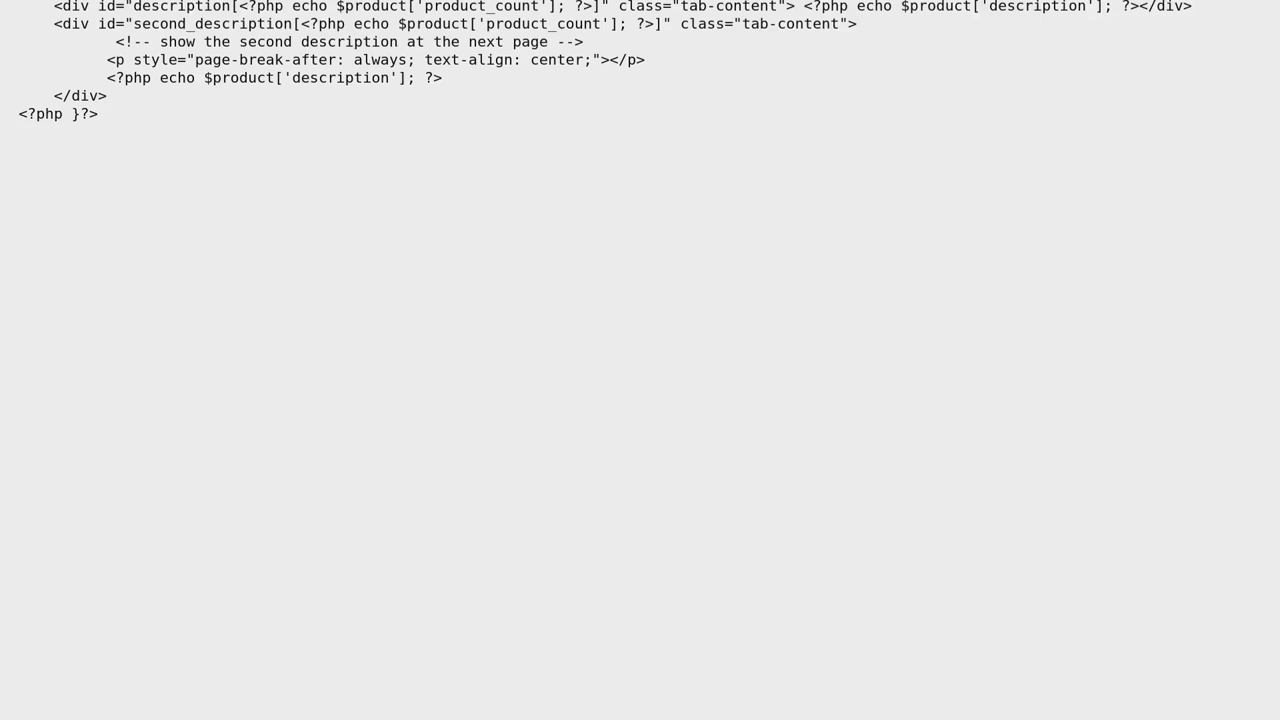 <div id="description[<?php echo $product['product_count']; ?>]" class="tab-content"> <?php echo $product['description']; ?></div>
<div id="second_description[<?php echo $product['product_count']; ?>]" class="tab-content">
<!-- show the second description at the next page -->
<p style="page-break-after: always; text-align: center;"></p>
<?php echo $product['description']; ?>
</div>
<?php }?>